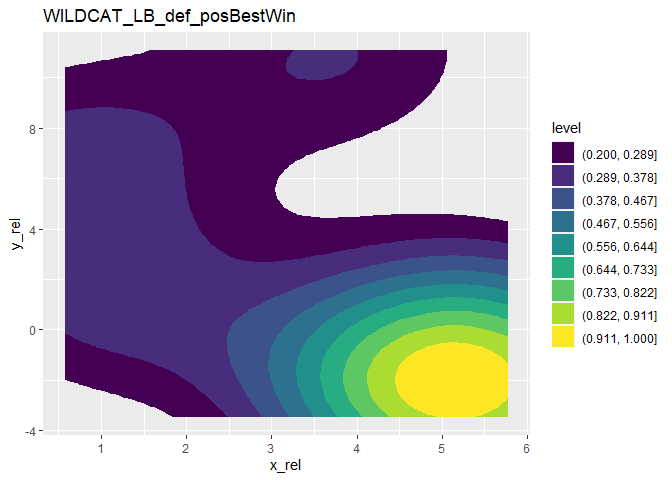 WILDCAT_LB_def_posBestWin
level
(0.200, 0.289]
(0.289, 0.378]
(0.378, 0.467]
(0.467, 0.556]
(0.556, 0.644]
(0.644, 0.733]
(0.733, 0.822]
(0.822, 0.911]
(0.911, 1.000]
y_rel
8
4
0
-4
1 2 3 4 5 6
x_rel